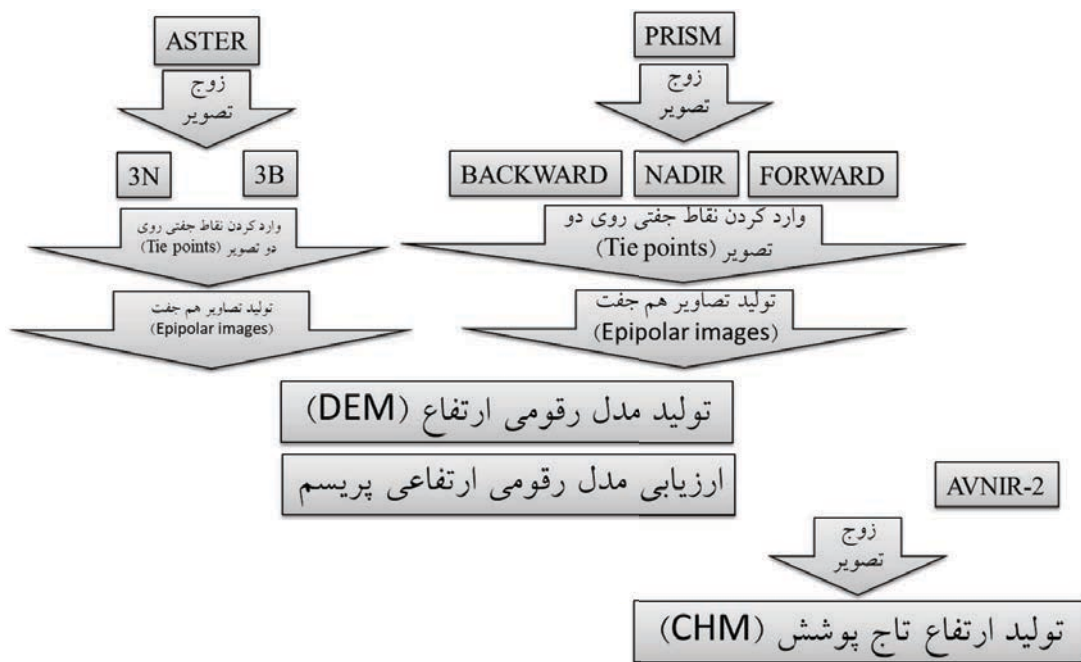 ASTER
PRISM
زوج
تصویر
زوج
تصویر
3N
3B
BACKWARD
NADIR
FORWARD
وارد کردن نقاط جفتی روی
دو تصویر (Tie points)
وارد کردن نقاط جفتی روی دو
تصویر (Tie points)
تولید تصاویر هم جفت
(Epipolar images)
تولید تصاویر هم جفت
(Epipolar images)
تولید مدل رقومی ارتفاع (DEM)
ارزیابی مدل رقومی ارتفاعی پریسم
AVNIR-2
زوج
تصویر
تولید ارتفاع تاج پوشش (CHM)